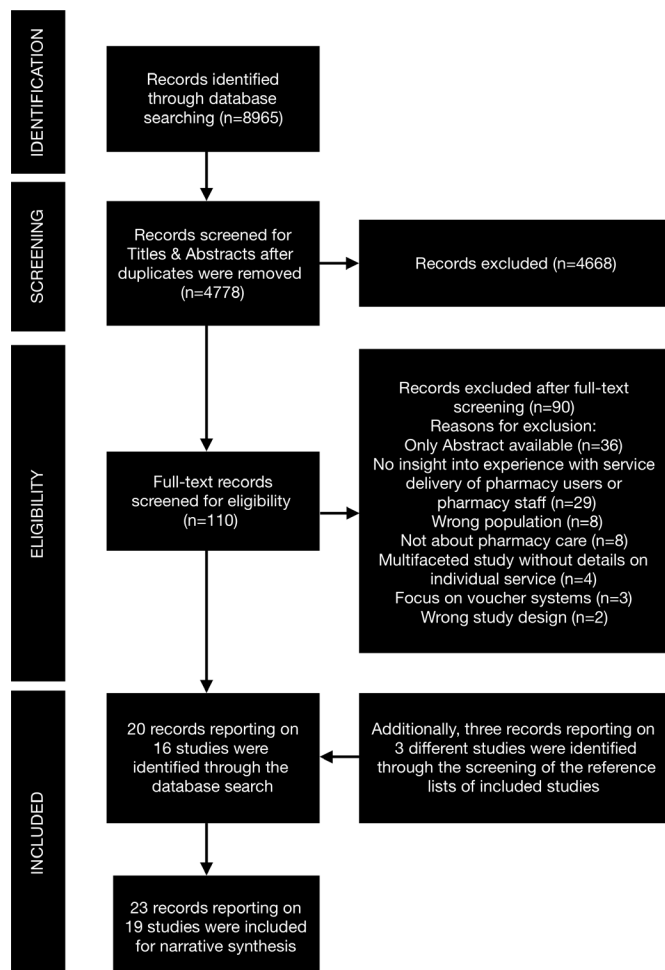 IDENTIFICATION
Records identified
through database
searching (n=8965)
SCREENING
Records screened for
Titles & Abstracts after
duplicates were removed
(n=4778)
Records excluded (n=4668)
ELIGIBILITY
Full-text records
screened for eligibility
(n=110)
Records excluded after full-text
screening (n=90)
Reasons for exclusion:
Only Abstract available (n=36)
No insight into experience with service
delivery of pharmacy users or
pharmacy staff (n=29)
Wrong population (n=8)
Not about pharmacy care (n=8)
Multifaceted study without details on
individual service (n=4)
Focus on voucher systems (n=3)
Wrong study design (n=2)
INCLUDED
20 records reporting on
16 studies were
identified through the
database search
Additionally, three records reporting on
3 different studies were identified
through the screening of the reference
lists of included studies
23 records reporting on
19 studies were included
for narrative synthesis